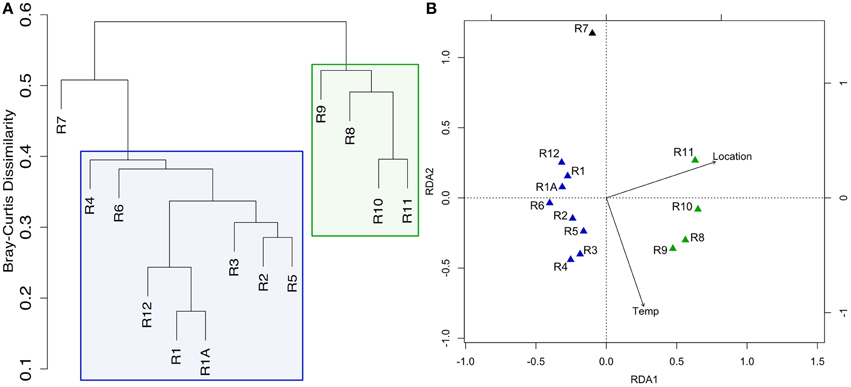 A
B
Bray-Curtis Dissimilarity
0.6
0.5
0.4
0.3
0.2
0.1
R7
R4
R6
R12
R1
R1A
R3
R2
R5
R9
R8
R10
R11
RDA2
1.0
0.5
0.0
-0.5
-1.0
R7
R12
R1
R1A
R6
R2
R5
R3
R4
R11
Location
R10
R8
R9
Temp
1
0
-1
-1.0
-0.5
0.0
0.5
1.0
1.5
RDA1